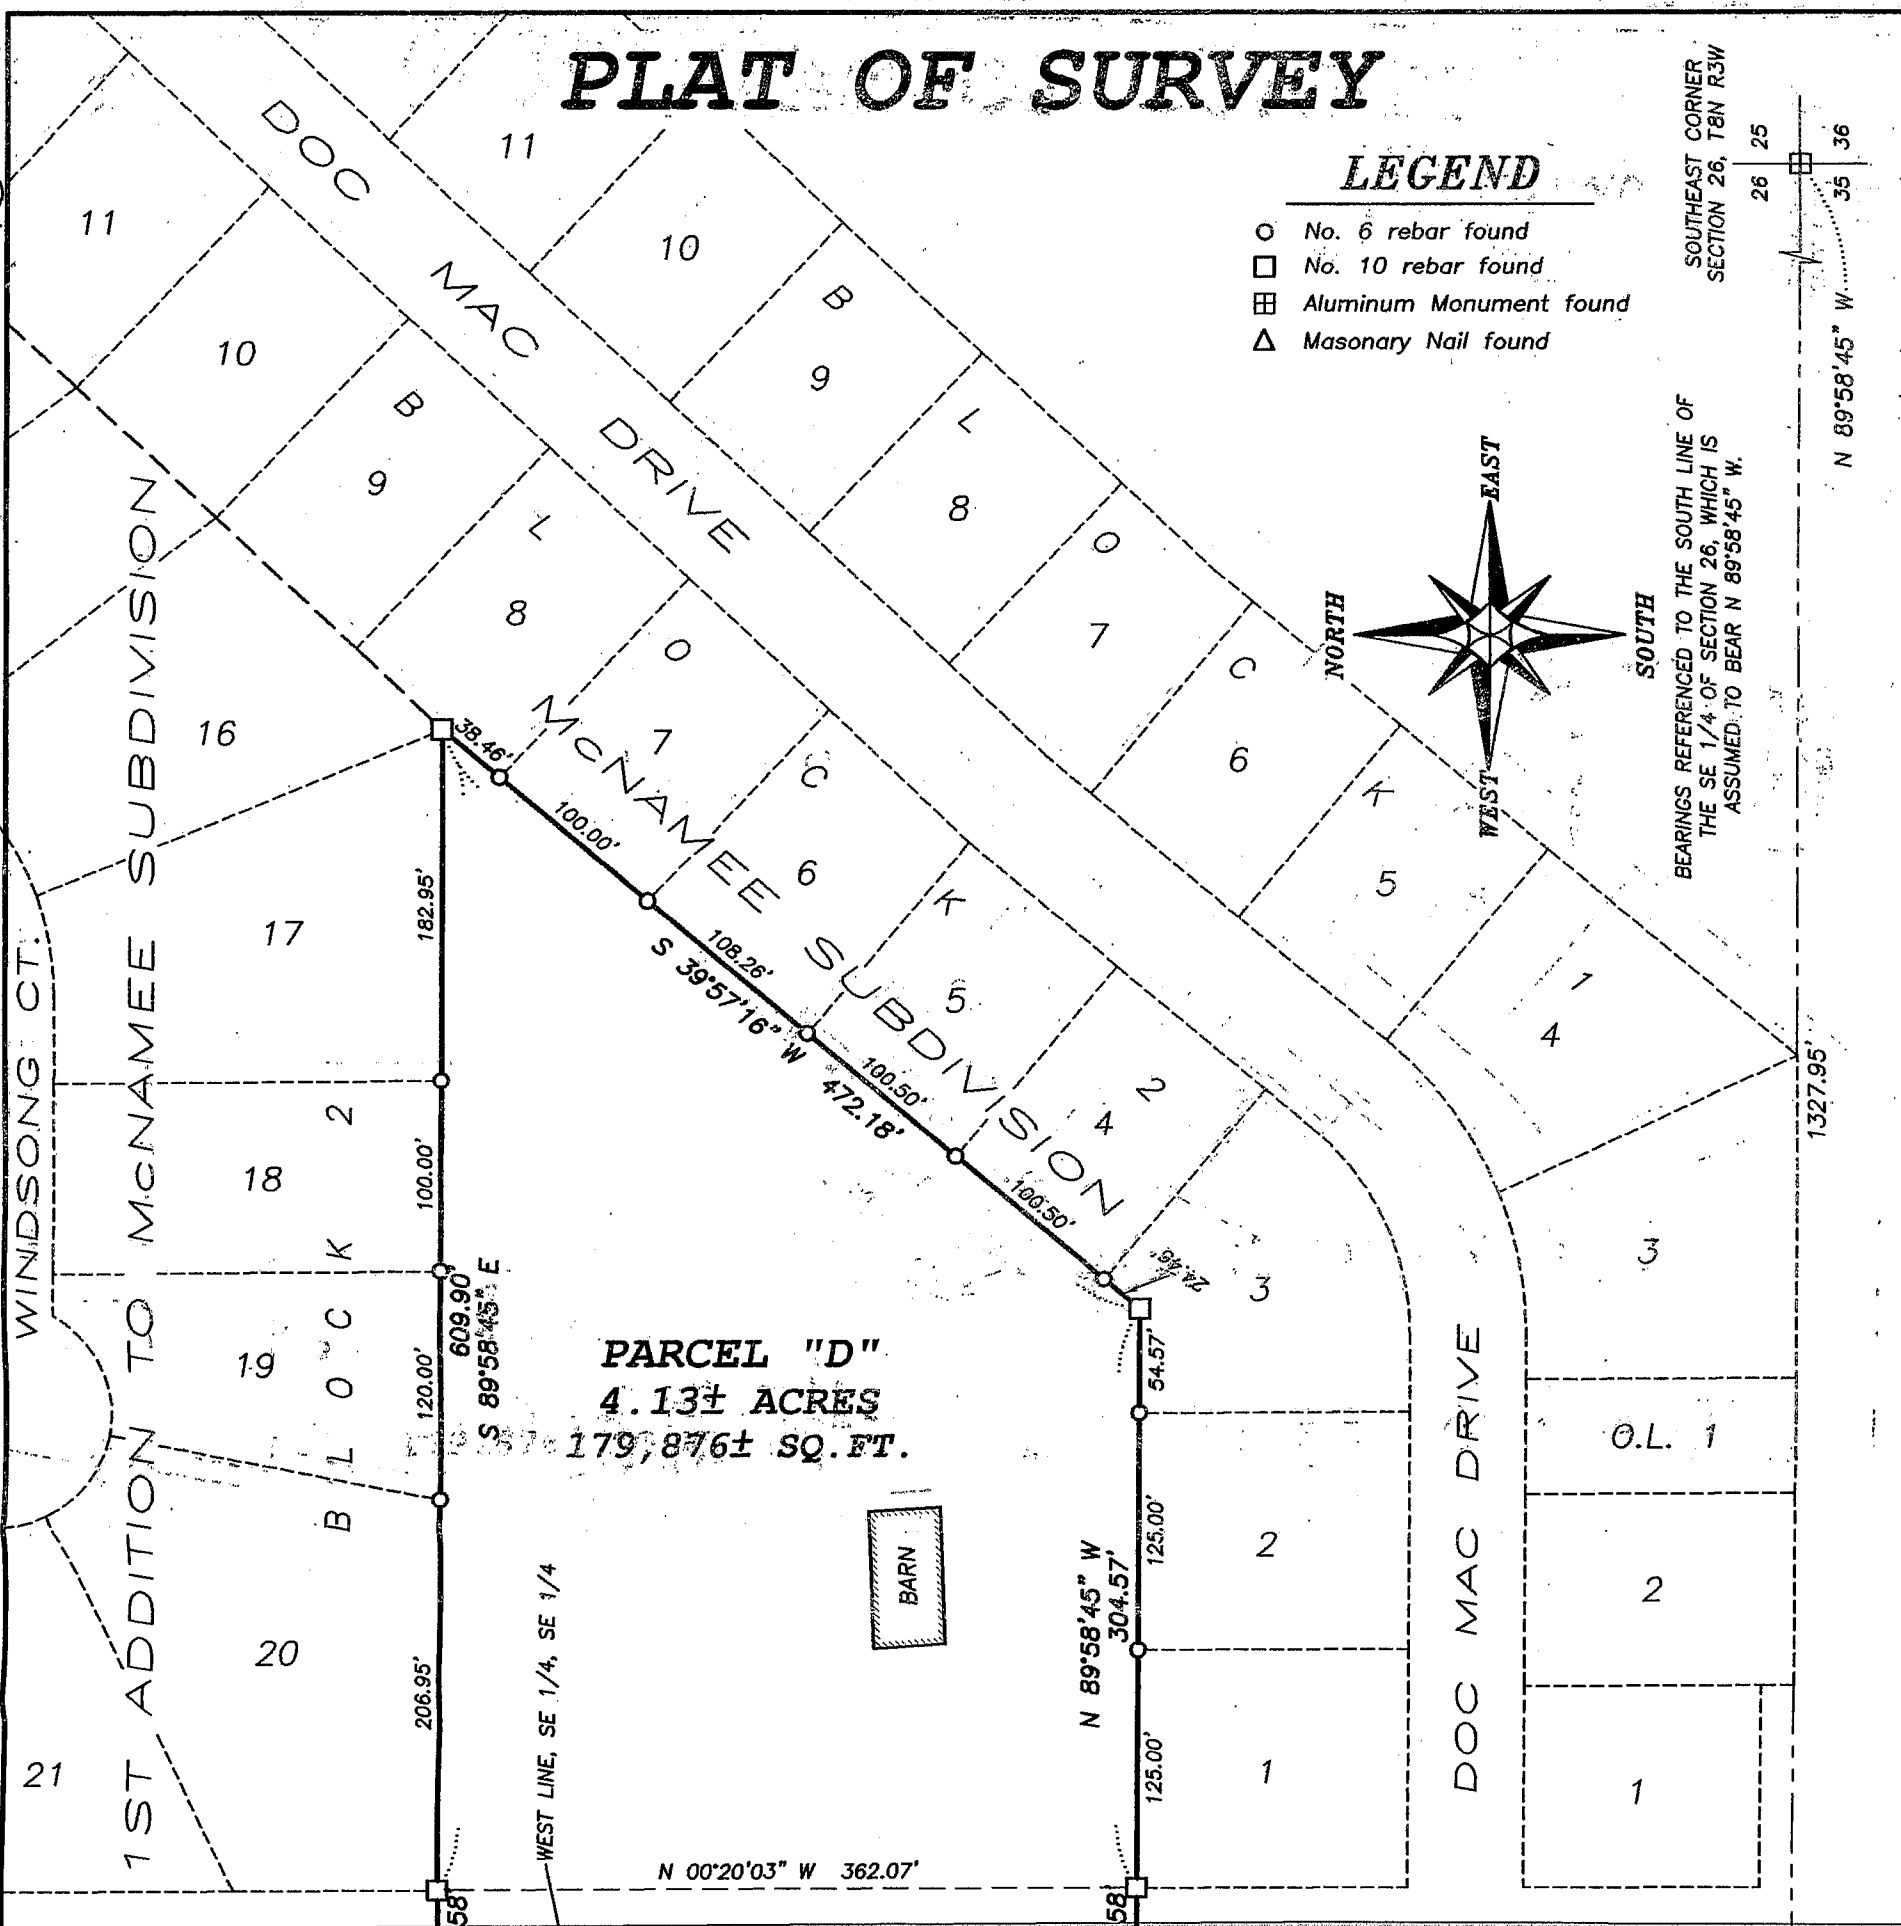 PLAT OF SURVEY
LEGEND
No. 6 rebar found
No. 10 rebar found
Aluminum Monument found
Masonary Nail found
SOUTHEAST CORNER
SECTION 26, T8N R3W
26 25
35 36
N 89°58'45" W
1327.95'
BEARINGS REFERENCED TO THE SOUTH LINE OF
THE SE 1/4 OF SECTION 26, WHICH IS
ASSUMED TO BEAR N 89°58'45" W.
EAST
NORTH
SOUTH
WEST
DOC MAC DRIVE
11
10
9
8
7
6
5
4
3
O.L. 1
2
1
BLOCK 1
11
10
9
8
7
6
5
4
3
2
1
BLOCK 2
McNAMEE SUBDIVISION
DOC MAC DRIVE
1ST ADDITION TO McNAMEE SUBDIVISION
WINDSONG CT.
16
17
18
19
20
21
BLOCK 2
38.46'
100.00'
108.26'
100.50'
100.50'
24.46'
S 39°57'16" W 472.18'
182.95'
100.00'
120.00'
206.95'
609.90'
S 89°58'45" E
PARCEL "D"
4.13± ACRES
179,876± SQ.FT.
BARN
54.57'
125.00'
125.00'
N 89°58'45" W
304.57'
WEST LINE, SE 1/4, SE 1/4
N 00°20'03" W 362.07'
58
58